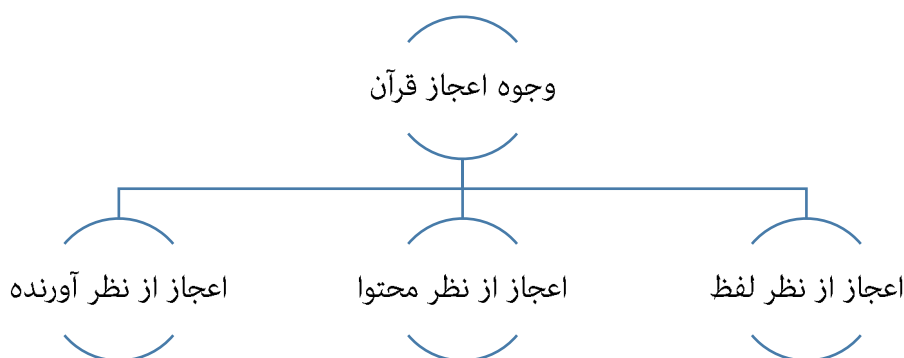 وجوه اعجاز قرآن
اعجاز از نظر لفظ
اعجاز از نظر محتوا
اعجاز از نظر آورنده